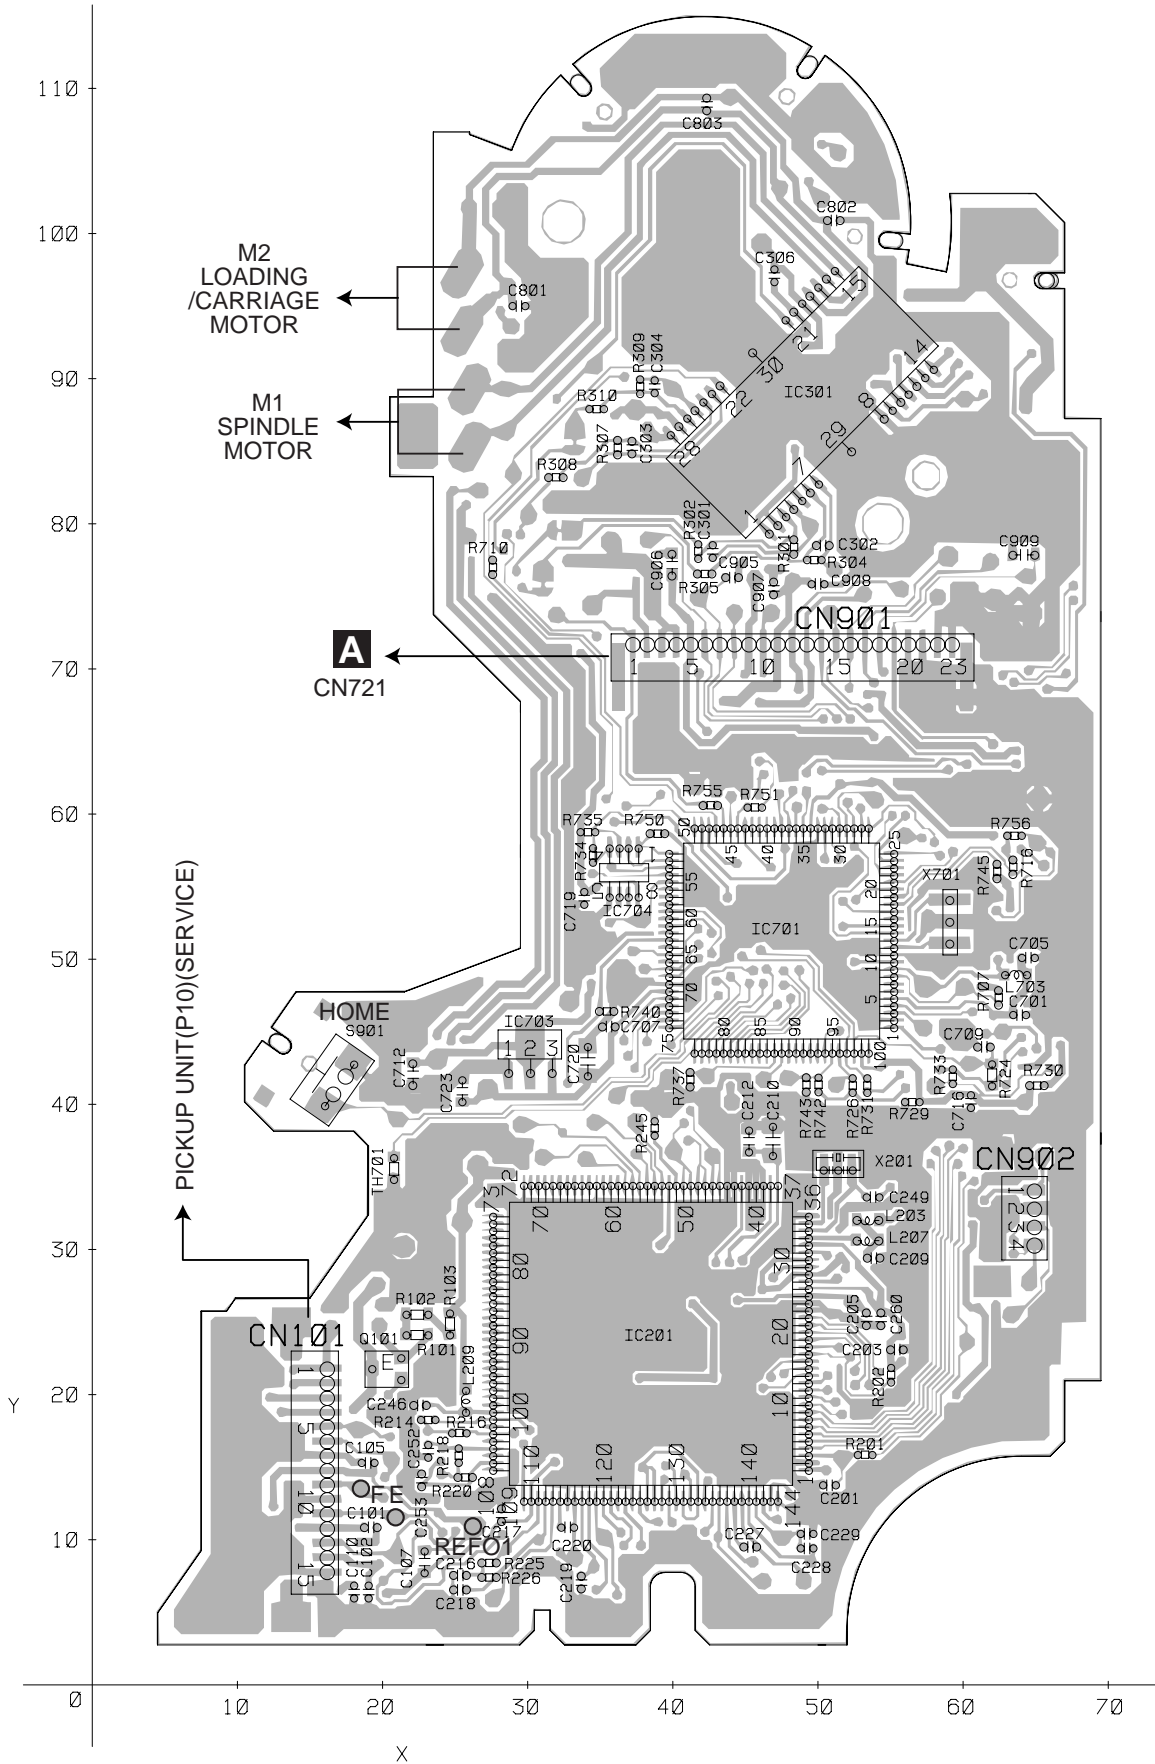 110
C803
C802
100
M2
LOADING
/CARRIAGE
MOTOR
C306
C801
15
21
R309
C304
30
14
90
IC301
M1
SPINDLE
MOTOR
R310
22
8
R307
C303
29
28
R308
7
80
1
R302
C301
R301
C302
C909
R710
C906
C905
R304
R305
C907
C908
CN901
A
70
1 5 10 15 20 23
CN721
R755 R751
60
R735 R750 50
R756
45 40 35 30 25
R734
4 1
5 8
IC704
C719
55
20
X701
R745
R716
60
IC701
15
50
65
10
C705
L703
R707
C701
PICKUP UNIT(P10)(SERVICE)
HOME
S901
70
5
R740
C707
IC703
1 2 3
75
80 85 90 95
1
100
C709
C712
C723
C720
R737
C212
C210
R743
R742
R726
R731
R733
R724
R730
40
R729
C716
R245
X201
CN902
TH701
73 72
37 36
70 60 50 40
C249
1
2
3
4
L203
L207
30
80
30
C209
R102
R103
CN101
Q101
R101
E
90
IC201
20
C205
C260
C203
L209
R202
1
Y
20
C246
R214
R216
100
10
5
C105
C252
R218
R201
110 120 130 140
1
R220
108
109
144
C201
FE
10
C101
C253
REFO1
C217
10
C220
C227
C229
C228
C110
C102
C107
C216
R225
R226
15
C218
C219
0
10 20 30 40 50 60 70
X